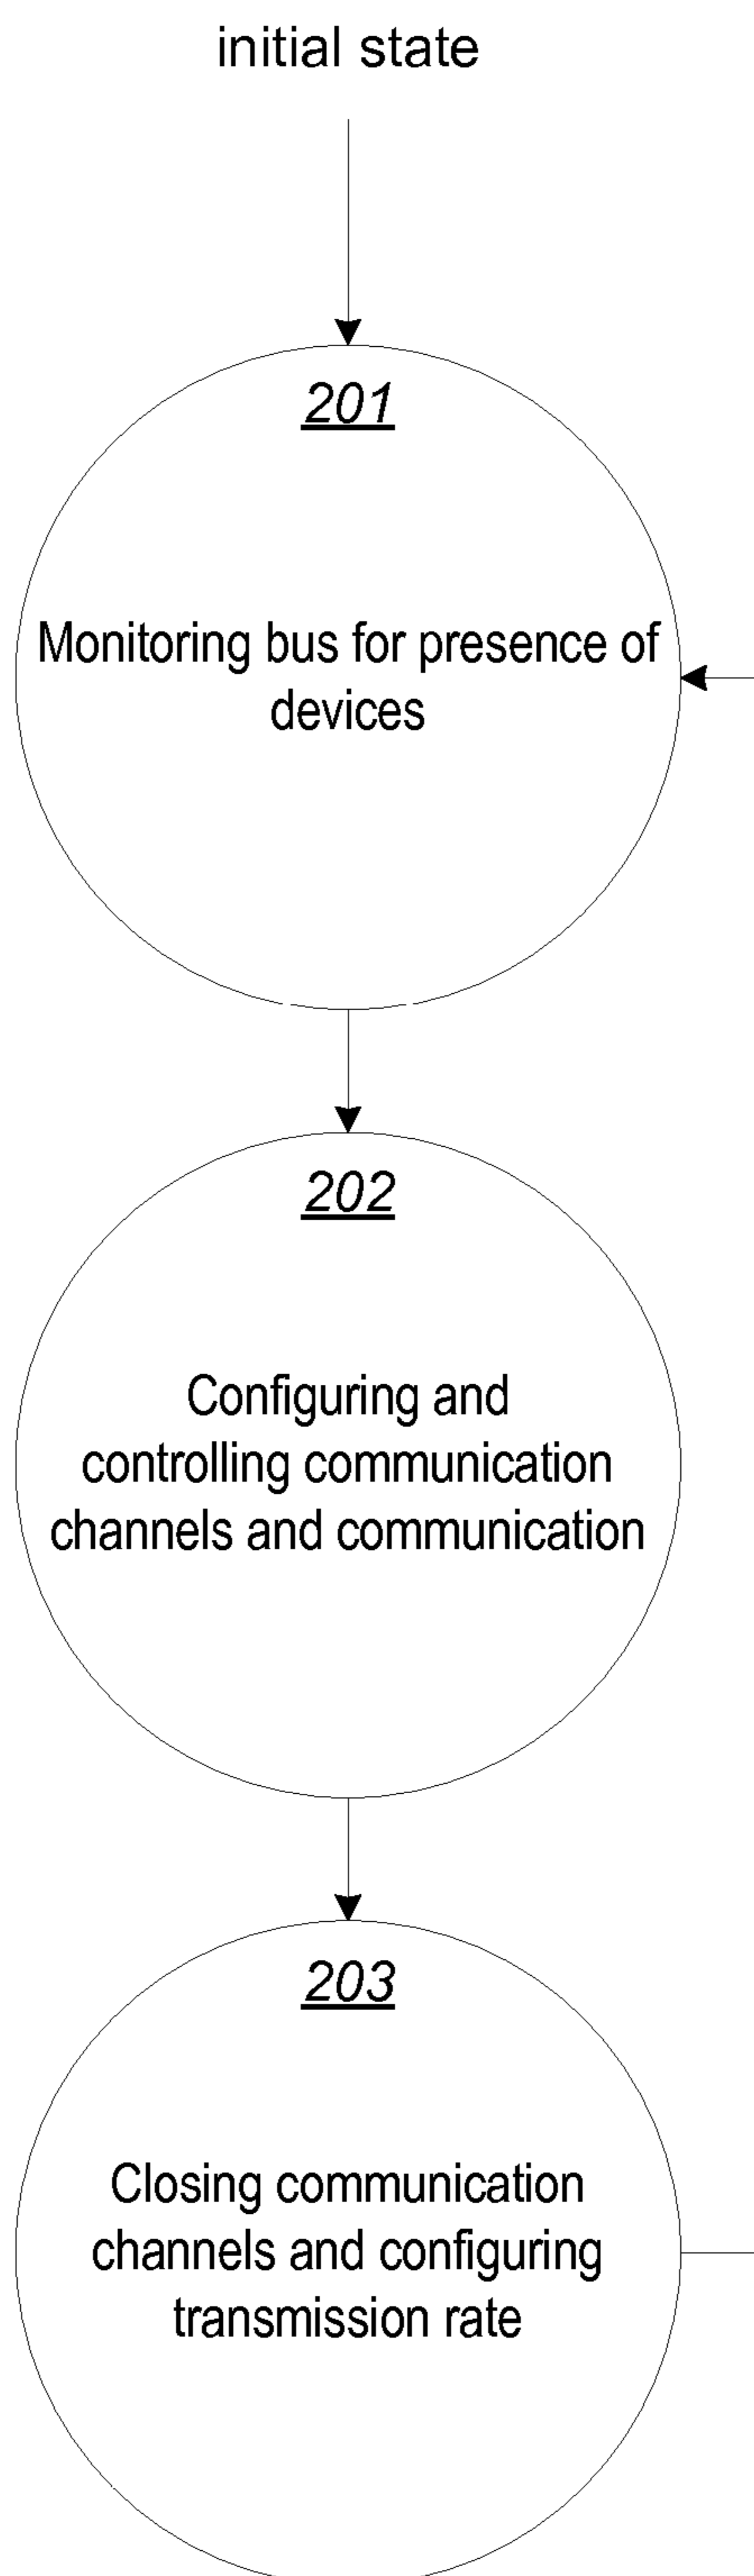 initial state
201
Monitoring bus for presence of
devices
202
Configuring and
controlling communication
channels and communication
203
Closing communication
channels and configuring
transmission rate